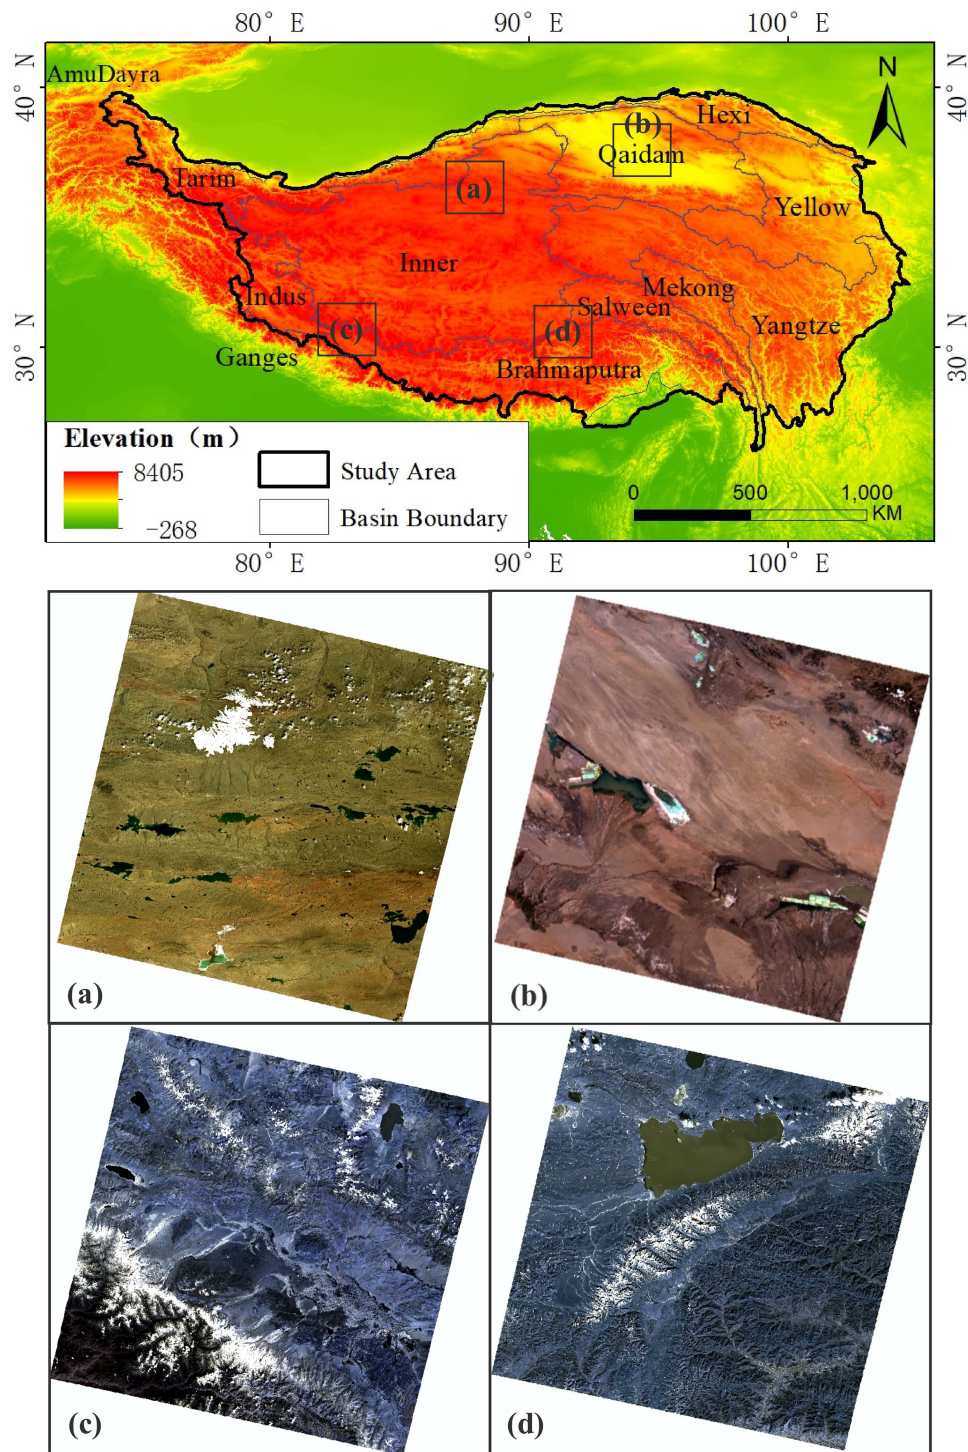 80° E 90° E 100° E
40° N
40° N
N
AmuDayra
Hexi
(b)
Qaidam
Tarim
(a)
Yellow
Inner
Mekong
Indus
Salween
(c)
(d)
Yangtze
30° N
30° N
Ganges
Brahmaputra
Elevation（m）
8405
Study Area
0 500 1,000
KM
-268
Basin Boundary
80° E 90° E 100° E
(a)
(b)
(c)
(d)